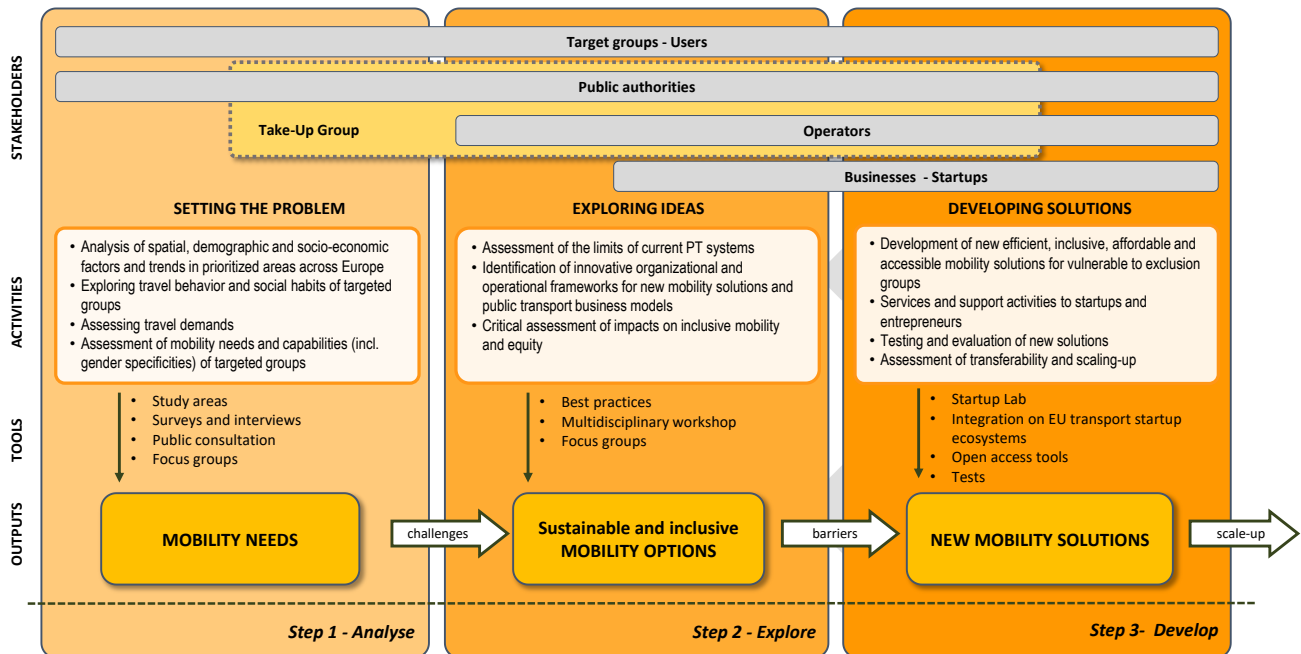 STAKEHOLDERS
Target groups - Users
Public authorities
Take-Up Group
Operators
Businesses - Startups
SETTING THE PROBLEM
EXPLORING IDEAS
DEVELOPING SOLUTIONS
ACTIVITIES
• Analysis of spatial, demographic and socio-economic
factors and trends in prioritized areas across Europe
• Exploring travel behavior and social habits of targeted
groups
• Assessing travel demands
• Assessment of mobility needs and capabilities (incl.
gender specificities) of targeted groups
• Assessment of the limits of current PT systems
• Identification of innovative organizational and
operational frameworks for new mobility solutions and
public transport business models
• Critical assessment of impacts on inclusive mobility
and equity
• Development of new efficient, inclusive, affordable and
accessible mobility solutions for vulnerable to exclusion
groups
• Services and support activities to startups and
entrepreneurs
• Testing and evaluation of new solutions
• Assessment of transferability and scaling-up
TOOLS
• Study areas
• Surveys and interviews
• Public consultation
• Focus groups
• Best practices
• Multidisciplinary workshop
• Focus groups
• Startup Lab
• Integration on EU transport startup
ecosystems
• Open access tools
• Tests
OUTPUTS
MOBILITY NEEDS
challenges
Sustainable and inclusive
MOBILITY OPTIONS
barriers
NEW MOBILITY SOLUTIONS
scale-up
Step 1 - Analyse
Step 2 - Explore
Step 3- Develop